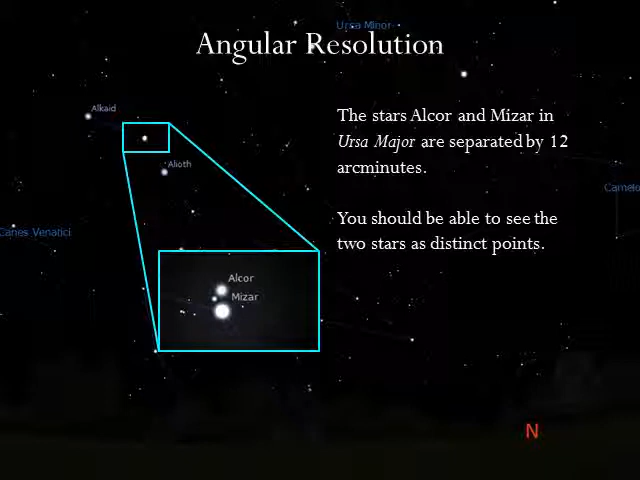 Ursa Minor
Angular Resolution
Alkaid
Alioth
The stars Alcor and Mizar in
Ursa Major are separated by 12
arcminutes.
Camelo
You should be able to see the
two stars as distinct points.
Canes Venatici
Alcor
Mizar
N